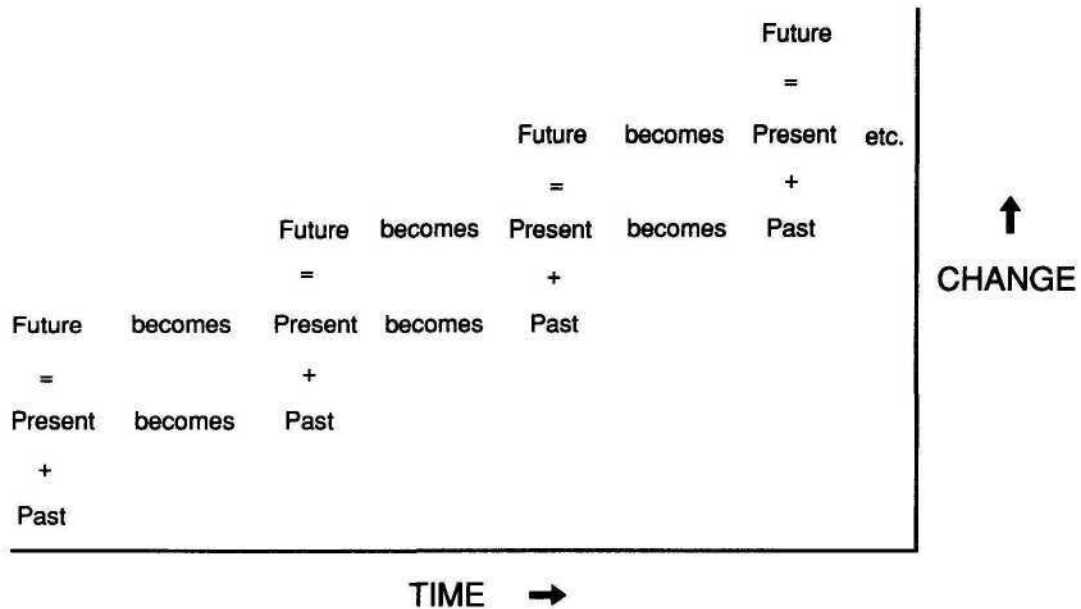 Future
=
Future becomes Present etc.
= +
Future becomes Present becomes Past
= +
Future becomes Present becomes Past
= +
Present becomes Past
+
Past
↑
CHANGE
TIME →